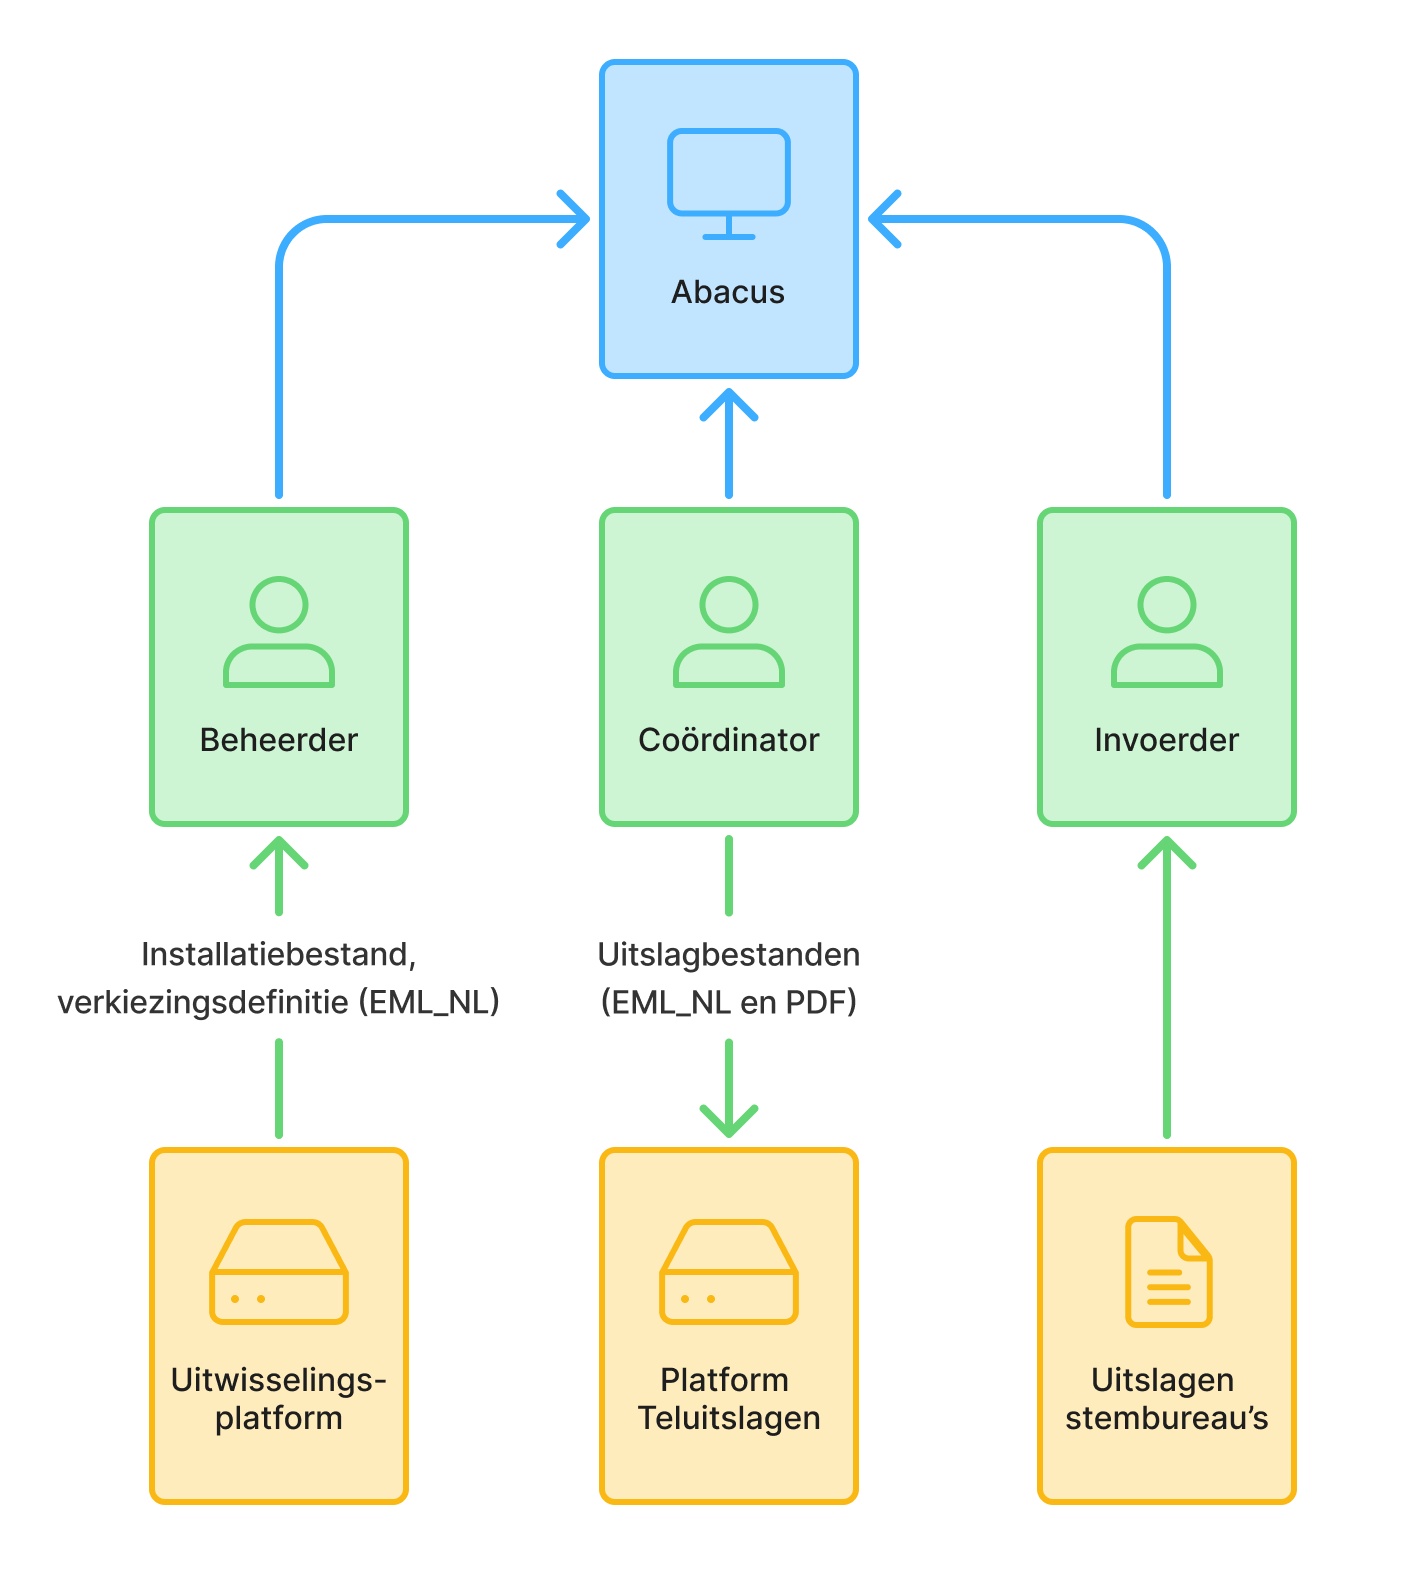 Abacus
Beheerder
Coördinator
Invoerder
Installatiebestand,
verkiezingsdefinitie (EML_NL)
Uitslagbestanden
(EML_NL en PDF)
Uitwisselings-
platform
Platform
Teluitslagen
Uitslagen
stembureau’s